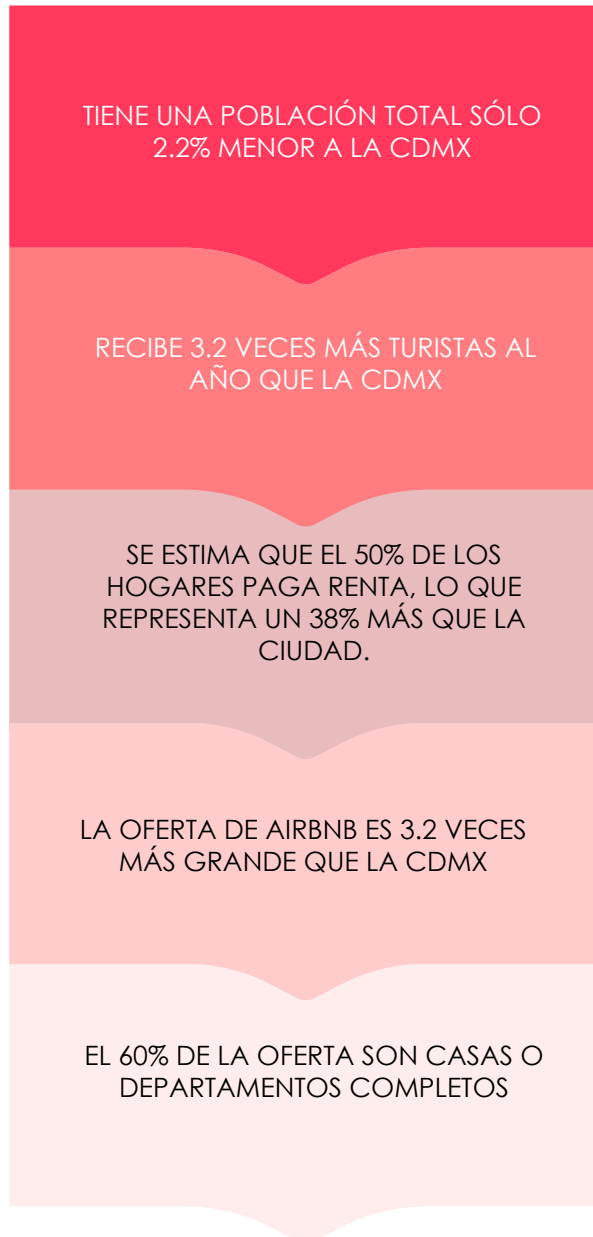 TIENE UNA POBLACIÓN TOTAL SÓLO
2.2% MENOR A LA CDMX
RECIBE 3.2 VECES MÁS TURISTAS AL
AÑO QUE LA CDMX
SE ESTIMA QUE EL 50% DE LOS
HOGARES PAGA RENTA, LO QUE
REPRESENTA UN 38% MÁS QUE LA
CIUDAD.
LA OFERTA DE AIRBNB ES 3.2 VECES
MÁS GRANDE QUE LA CDMX
EL 60% DE LA OFERTA SON CASAS O
DEPARTAMENTOS COMPLETOS